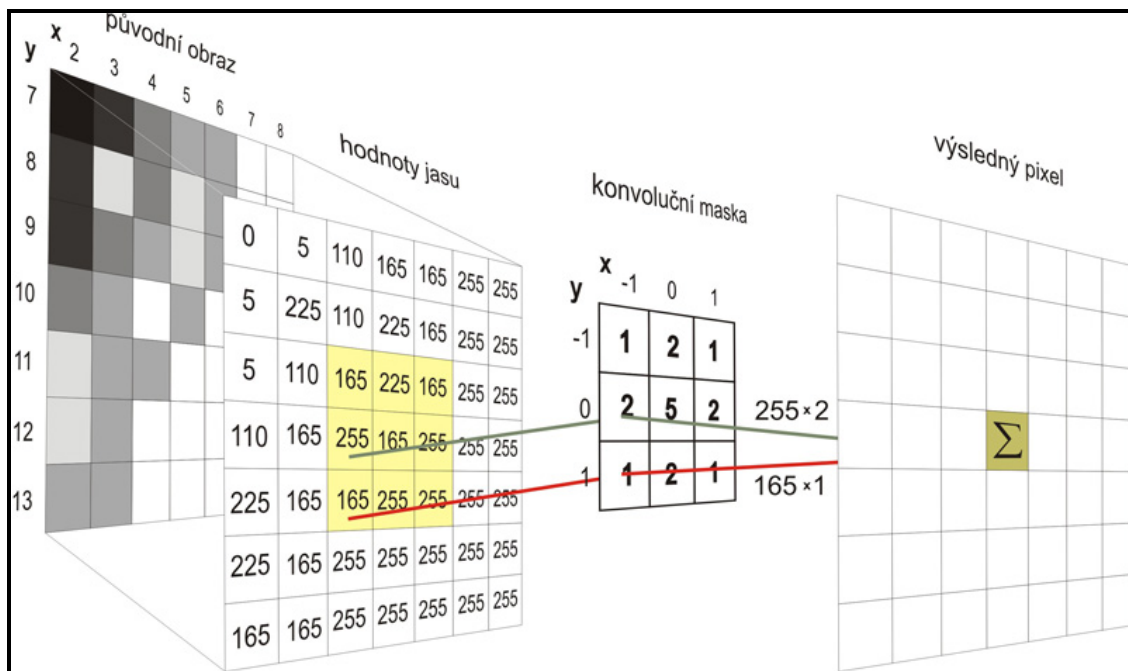 původní obraz
x
y
2 3 4 5 6 7 8
7
8
9
10
11
12
13
hodnoty jasu
0 5 110 165 165 255 255
5 225 110 225 165 255 255
5 110 165 225 165 255 255
110 165 255 165 255 255 255
225 165 165 255 255 255 255
225 165 255 255 255 255 255
165 165 255 255 255 255 255
konvoluční maska
x
y
-1 0 1
-1 1 2 1
0 2 5 2
1 1 2 1
255×2
165×1
výsledný pixel
Σ